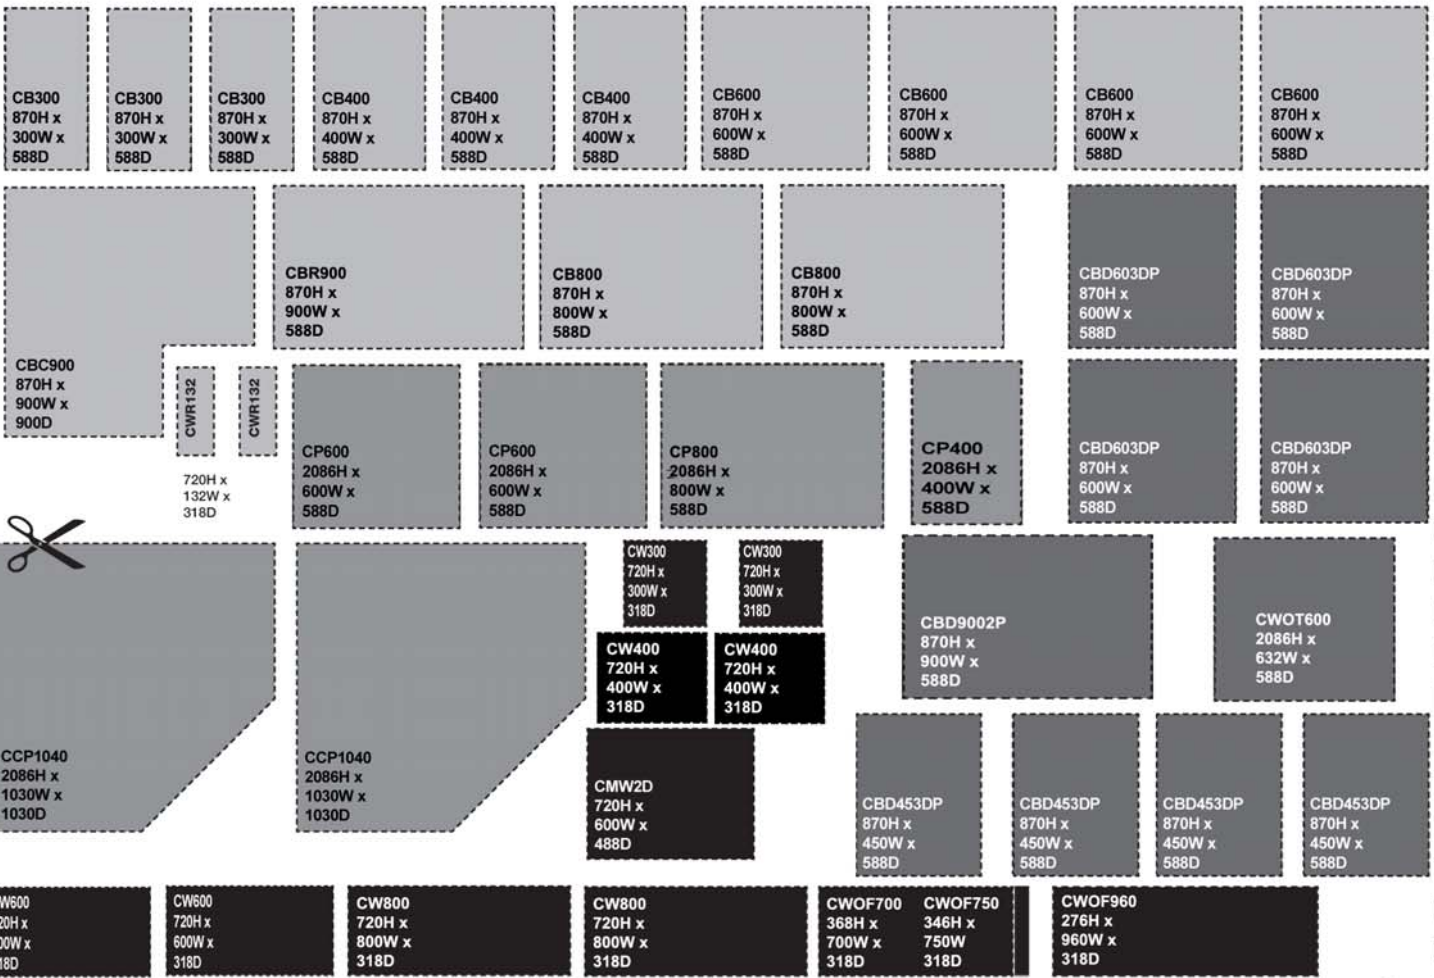 CB300
870H x
300W x
588D
CB300
870H x
300W x
588D
CB300
870H x
300W x
588D
CB400
870H x
400W x
588D
CB400
870H x
400W x
588D
CB400
870H x
400W x
588D
CB600
870H x
600W x
588D
CB600
870H x
600W x
588D
CB600
870H x
600W x
588D
CB600
870H x
600W x
588D
CBC900
870H x
900W x
900D
CBR900
870H x
900W x
588D
CB800
870H x
800W x
588D
CB800
870H x
800W x
588D
CBD603DP
870H x
600W x
588D
CBD603DP
870H x
600W x
588D
CWR132
CWR132
720H x
132W x
318D
CP600
2086H x
600W x
588D
CP600
2086H x
600W x
588D
CP800
2086H x
800W x
588D
CP400
2086H x
400W x
588D
CBD603DP
870H x
600W x
588D
CBD603DP
870H x
600W x
588D
CCP1040
2086H x
1030W x
1030D
CCP1040
2086H x
1030W x
1030D
CW300
720H x
300W x
318D
CW300
720H x
300W x
318D
CW400
720H x
400W x
318D
CW400
720H x
400W x
318D
CMW2D
720H x
600W x
488D
CBD9002P
870H x
900W x
588D
CWOT600
2086H x
632W x
588D
CBD453DP
870H x
450W x
588D
CBD453DP
870H x
450W x
588D
CBD453DP
870H x
450W x
588D
CBD453DP
870H x
450W x
588D
W600
20H x
00W x
18D
CW600
720H x
600W x
318D
CW800
720H x
800W x
318D
CW800
720H x
800W x
318D
CWOF700
368H x
700W x
318D
CWOF750
346H x
750W
318D
CWOF960
276H x
960W x
318D